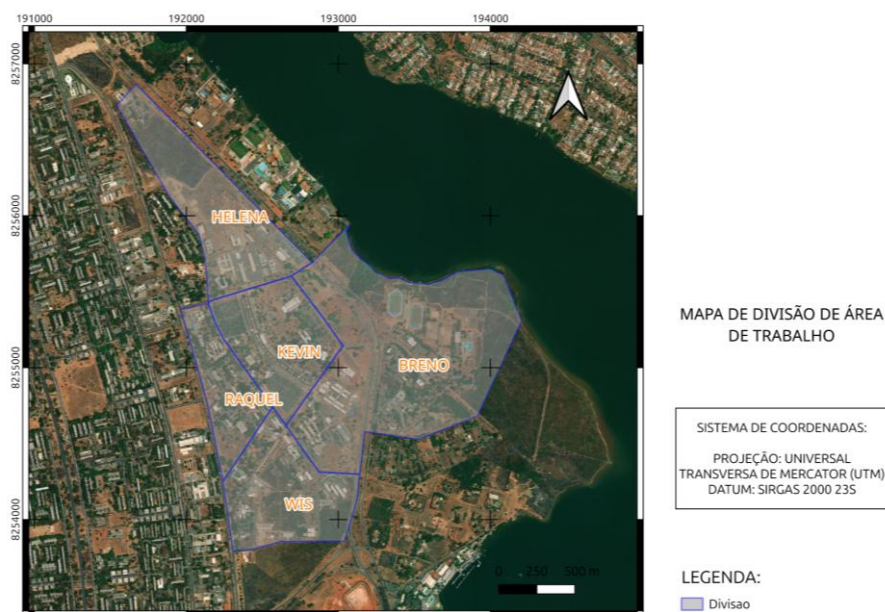 191000 192000 193000 194000
8257000
8256000
8255000
8254000
HELENA
KEVIN
BRENO
RAQUEL
WIS
0 250 500 m
MAPA DE DIVISÃO DE ÁREA
DE TRABALHO
SISTEMA DE COORDENADAS:
PROJEÇÃO: UNIVERSAL
TRANSVERSA DE MERCATOR (UTM)
DATUM: SIRGAS 2000 23S
LEGENDA:
Divisao